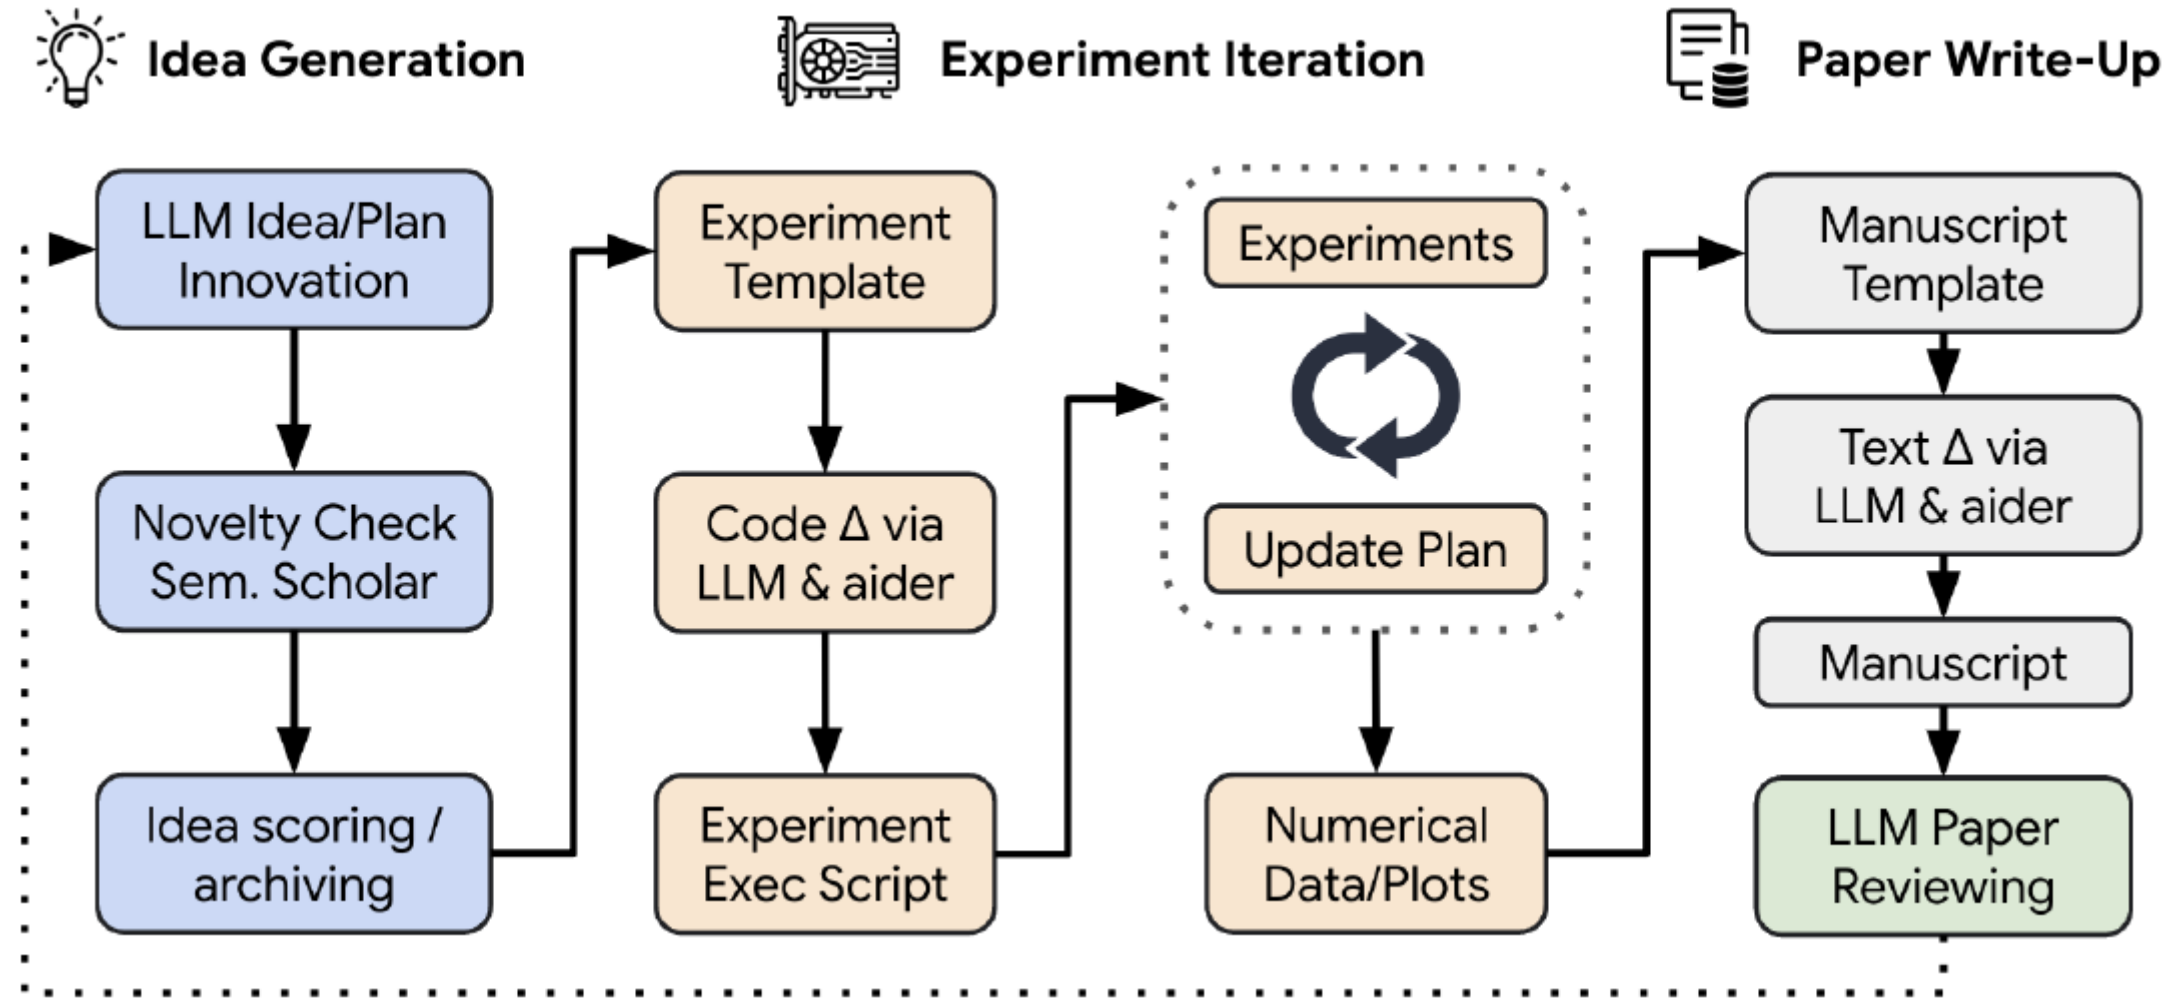 Idea Generation
Experiment Iteration
Paper Write-Up
LLM Idea/Plan
Innovation
Novelty Check
Sem. Scholar
Idea scoring /
archiving
Experiment
Template
Code Δ via
LLM & aider
Experiment
Exec Script
Experiments
Update Plan
Numerical
Data/Plots
Manuscript
Template
Text Δ via
LLM & aider
Manuscript
LLM Paper
Reviewing